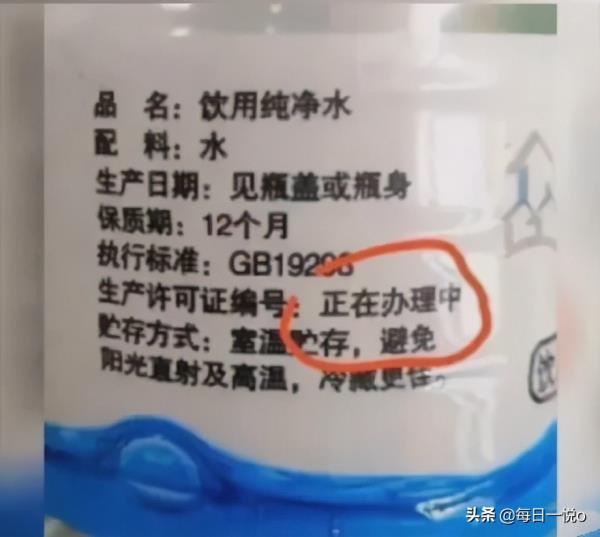 品 名：饮用纯净水
配 料：水
生产日期：见瓶盖或瓶身
保质期：12个月
执行标准：GB19298
生产许可证编号：正在办理中
贮存方式：室温贮存，避免
阳光直射及高温，冷藏更佳。
饮
头条 @每日一说o